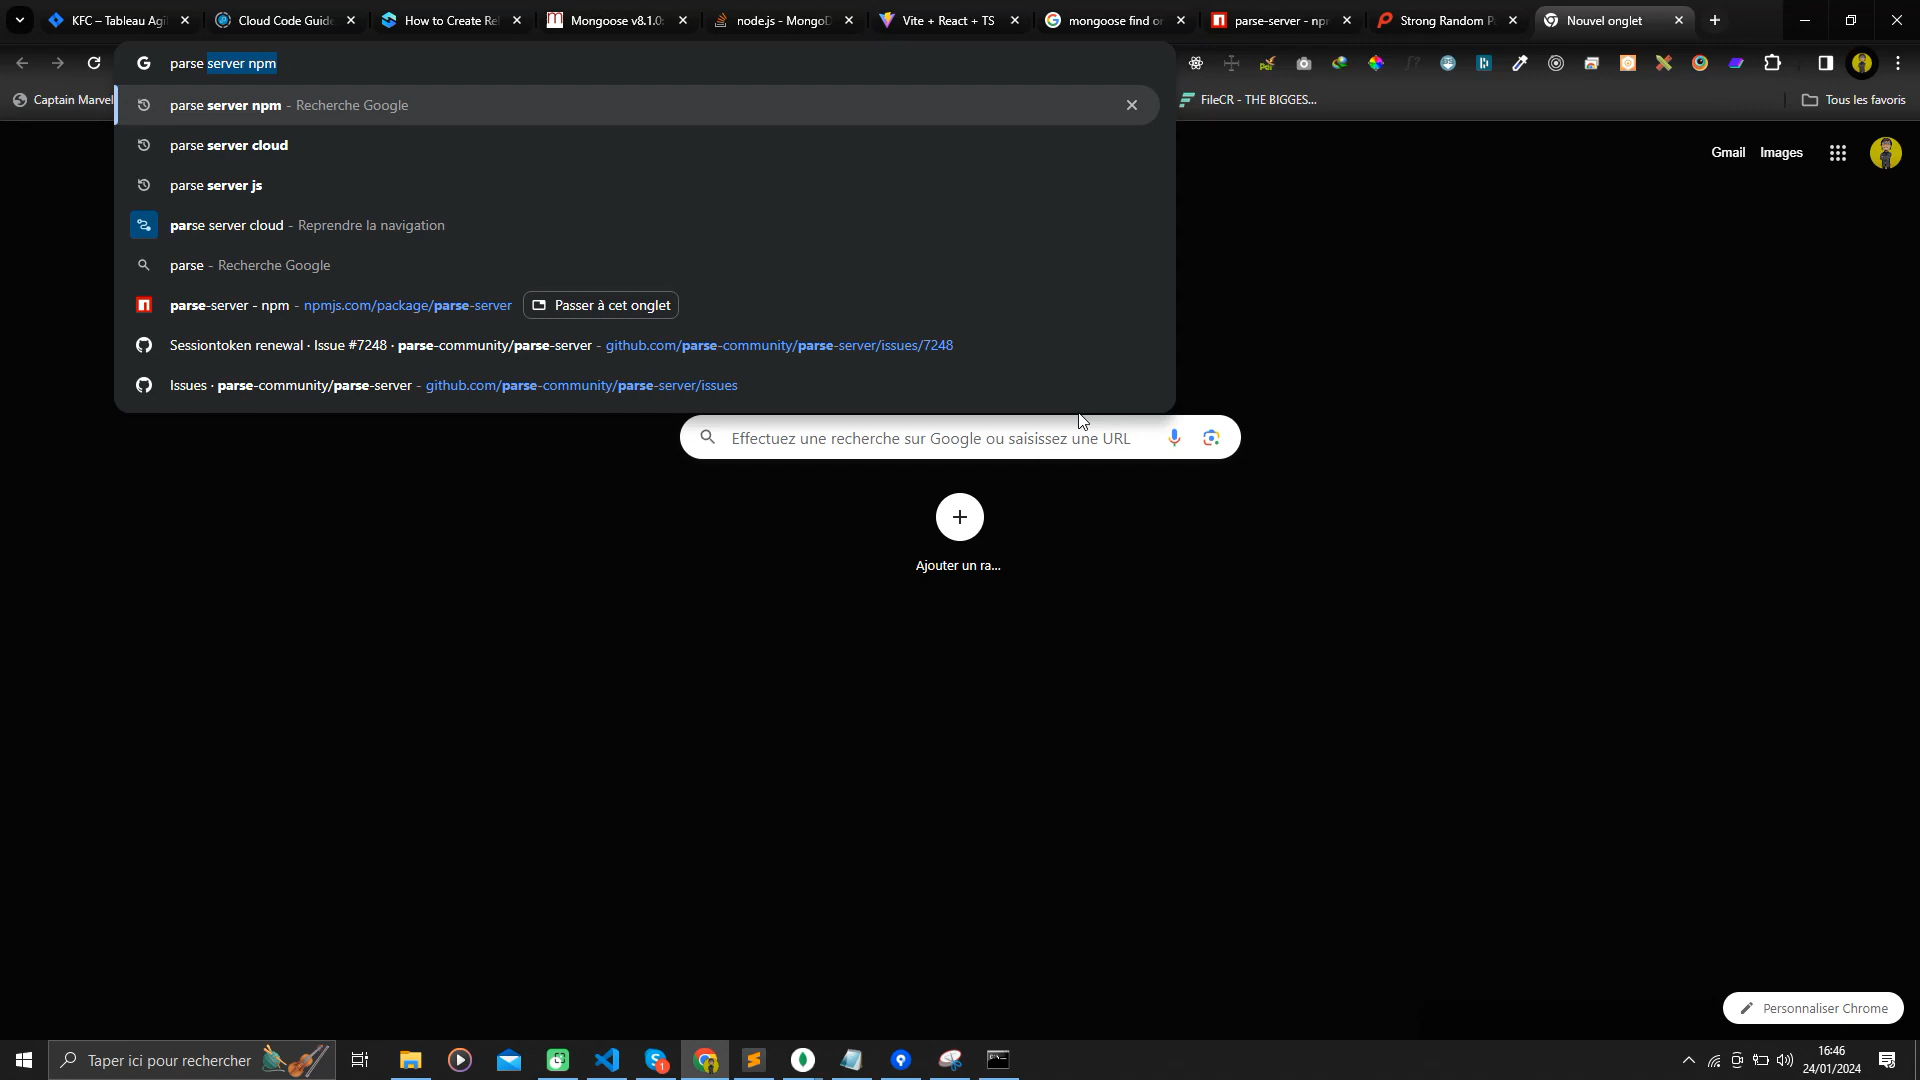 KFC – Tableau Agil
Cloud Code Guide
How to Create Rel
Mongoose v8.1.0:
node.js - MongoD
Vite + React + TS
mongoose find or
parse-server - npm
Strong Random P
Nouvel onglet
parse server npm
Captain Marvel
FileCR - THE BIGGES...
Tous les favoris
parse server npm - Recherche Google
parse server cloud
parse server js
parse server cloud - Reprendre la navigation
parse - Recherche Google
parse-server - npm - npmjs.com/package/parse-server Passer à cet onglet
Sessiontoken renewal · Issue #7248 · parse-community/parse-server - github.com/parse-community/parse-server/issues/7248
Issues · parse-community/parse-server - github.com/parse-community/parse-server/issues
Gmail Images
Effectuez une recherche sur Google ou saisissez une URL
Ajouter un ra...
Personnaliser Chrome
Taper ici pour rechercher
16:46
24/01/2024